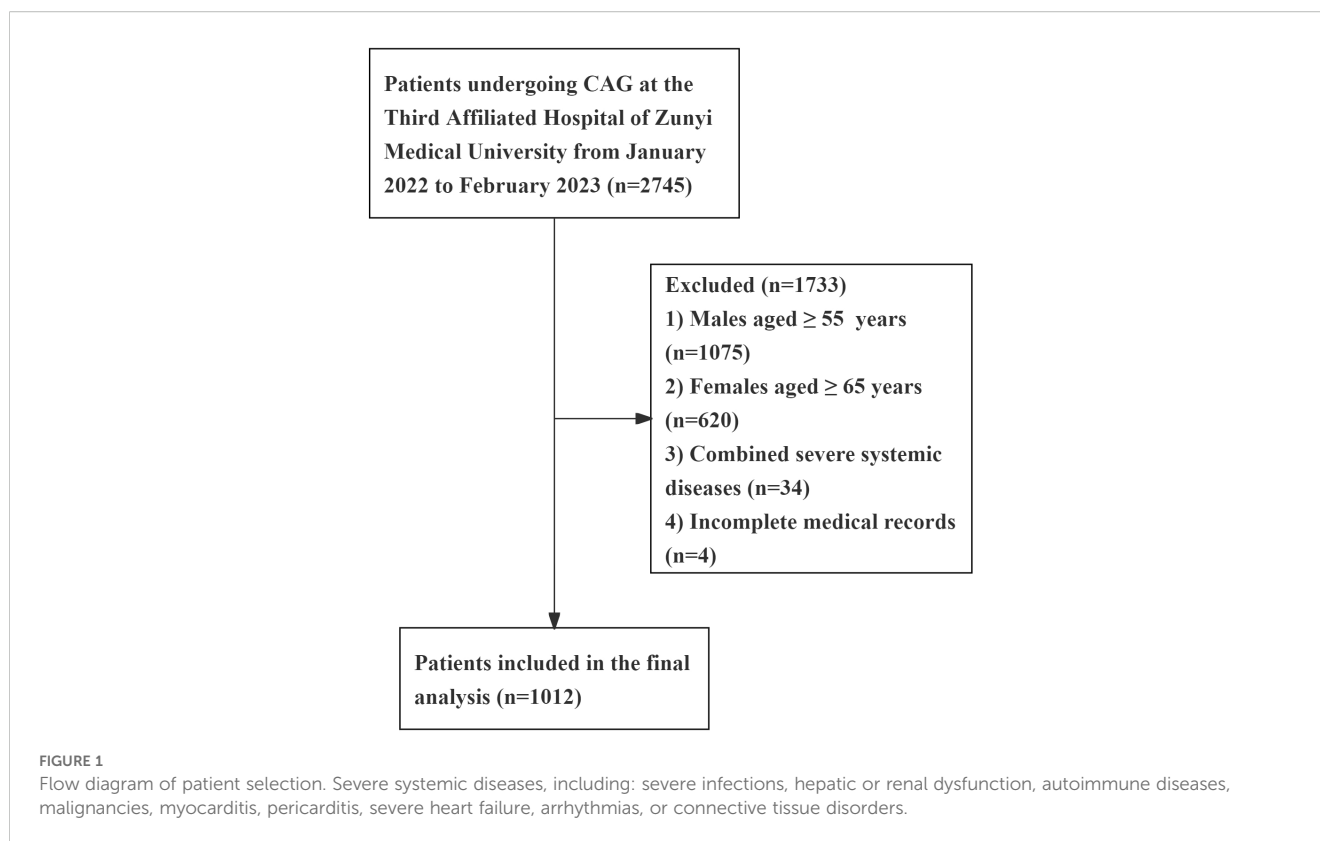 Patients undergoing CAG at the
Third Affiliated Hospital of Zunyi
Medical University from January
2022 to February 2023 (n=2745)
Excluded (n=1733)
1) Males aged ≥ 55 years
(n=1075)
2) Females aged ≥ 65 years
(n=620)
3) Combined severe systemic
diseases (n=34)
4) Incomplete medical records
(n=4)
Patients included in the final
analysis (n=1012)
FIGURE 1
Flow diagram of patient selection. Severe systemic diseases, including: severe infections, hepatic or renal dysfunction, autoimmune diseases,
malignancies, myocarditis, pericarditis, severe heart failure, arrhythmias, or connective tissue disorders.